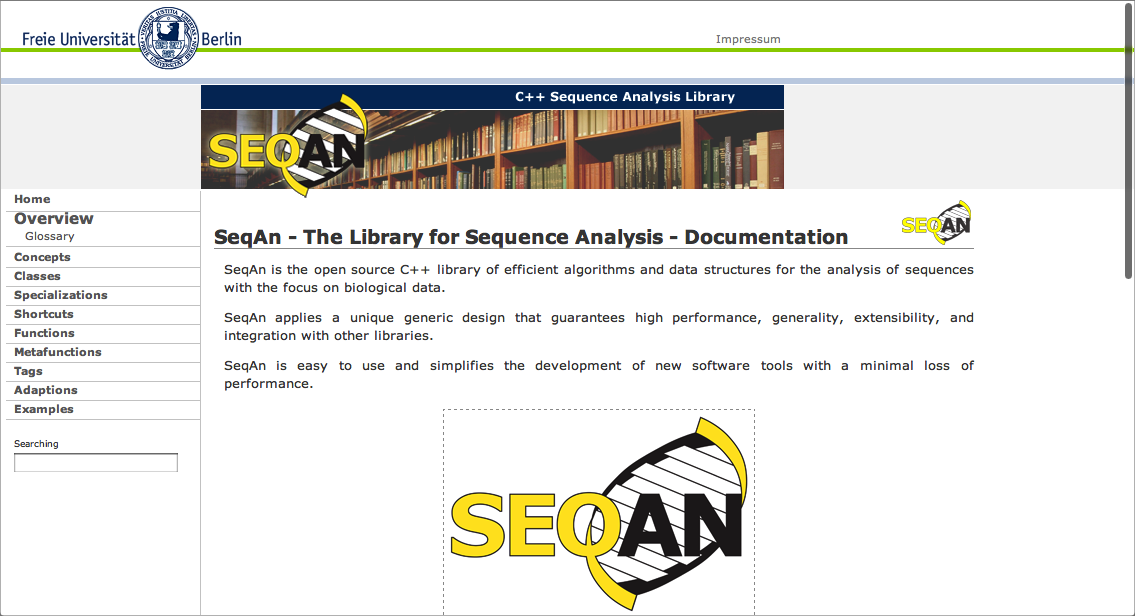 Freie Universität Berlin
Impressum
C++ Sequence Analysis Library
SEQAN
Home
Overview
Glossary
Concepts
Classes
Specializations
Shortcuts
Functions
Metafunctions
Tags
Adaptions
Examples
Searching
SEQAN
SeqAn - The Library for Sequence Analysis - Documentation
SeqAn is the open source C++ library of efficient algorithms and data structures for the analysis of sequences
with the focus on biological data.
SeqAn applies a unique generic design that guarantees high performance, generality, extensibility, and
integration with other libraries.
SeqAn is easy to use and simplifies the development of new software tools with a minimal loss of
performance.
SEQAN